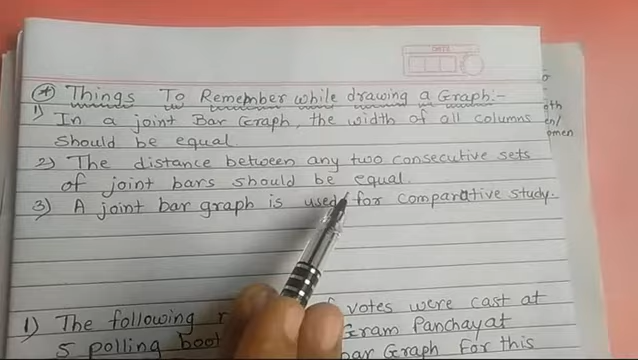 DATE
* Things To Remember while drawing a Graph:-
1) In a joint Bar Graph, the width of all columns
should be equal.
2) The distance between any two consecutive sets
of joint bars should be equal.
3) A joint bar graph is used for comparative study.
1) The following votes were cast at
5 polling Gram Panchayat
bar Graph for this